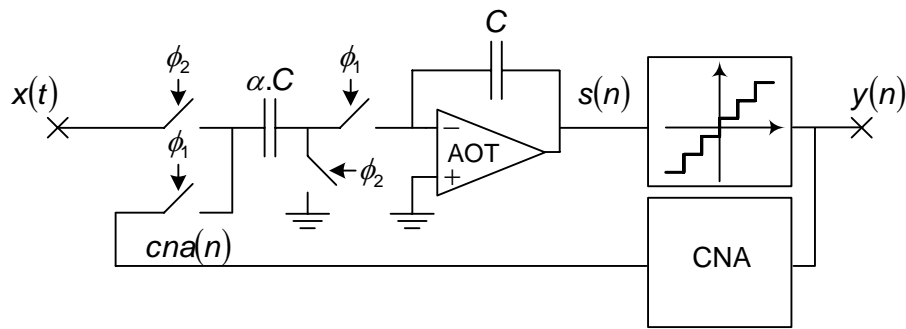 C
ϕ₂
α.C
ϕ₁
x(t)
s(n)
y(n)
ϕ₁
−
AOT
+
ϕ₂
cna(n)
CNA